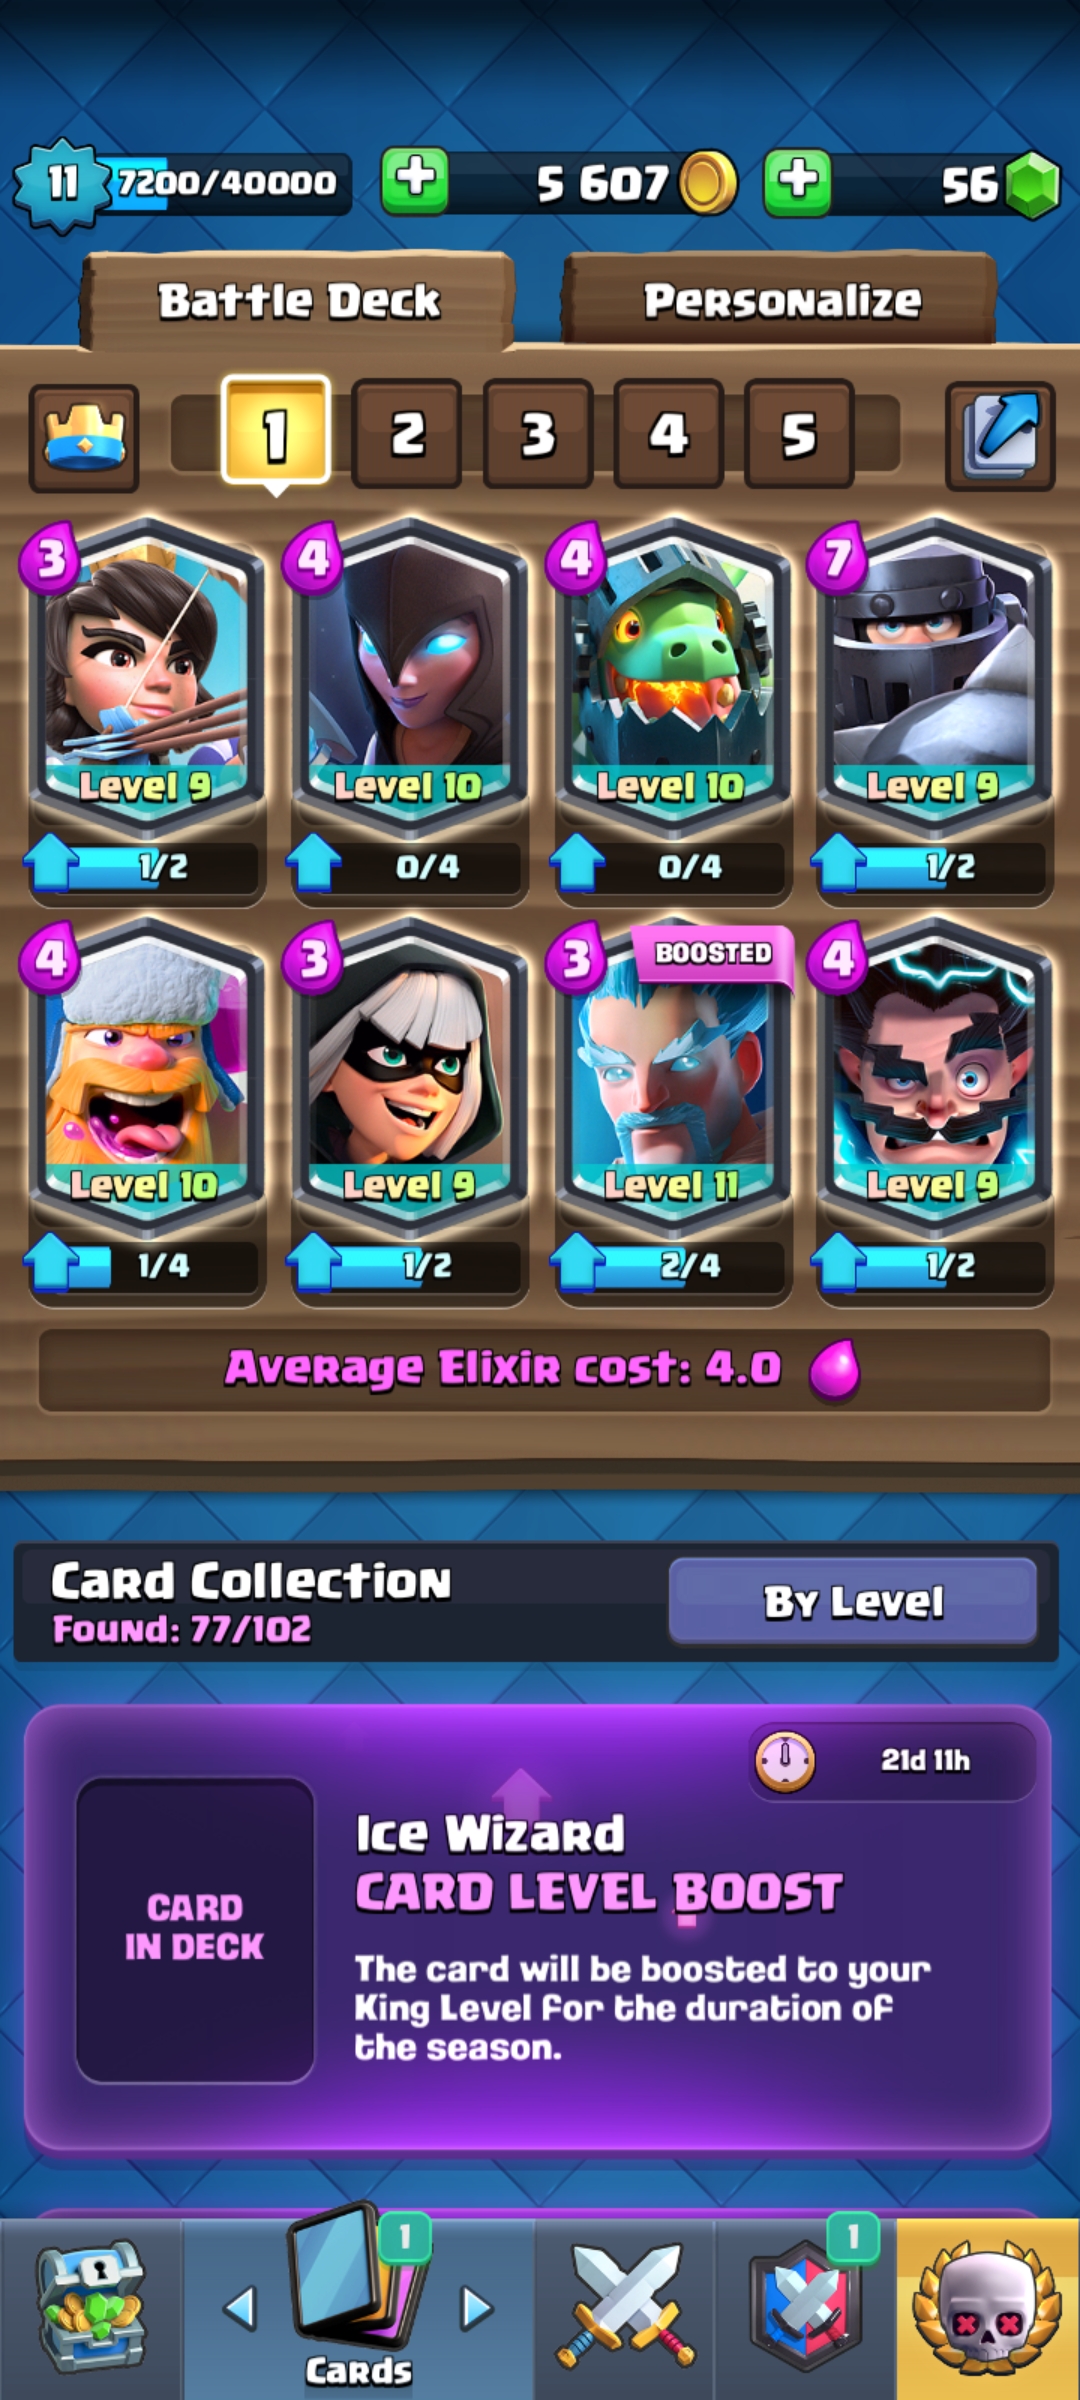 11 7200/40000 5 607 56
Battle Deck Personalize
1 2 3 4 5
3 4 4 7
Level 9 Level 10 Level 10 Level 9
1/2 0/4 0/4 1/2
4 3 3 BOOSTED 4
Level 10 Level 9 Level 11 Level 9
1/4 1/2 2/4 1/2
Average Elixir cost: 4.0
Card Collection
Found: 77/102
By Level
21d 11h
CARD
IN DECK
Ice Wizard
CARD LEVEL BOOST
The card will be boosted to your
King Level for the duration of
the season.
1 1
Cards